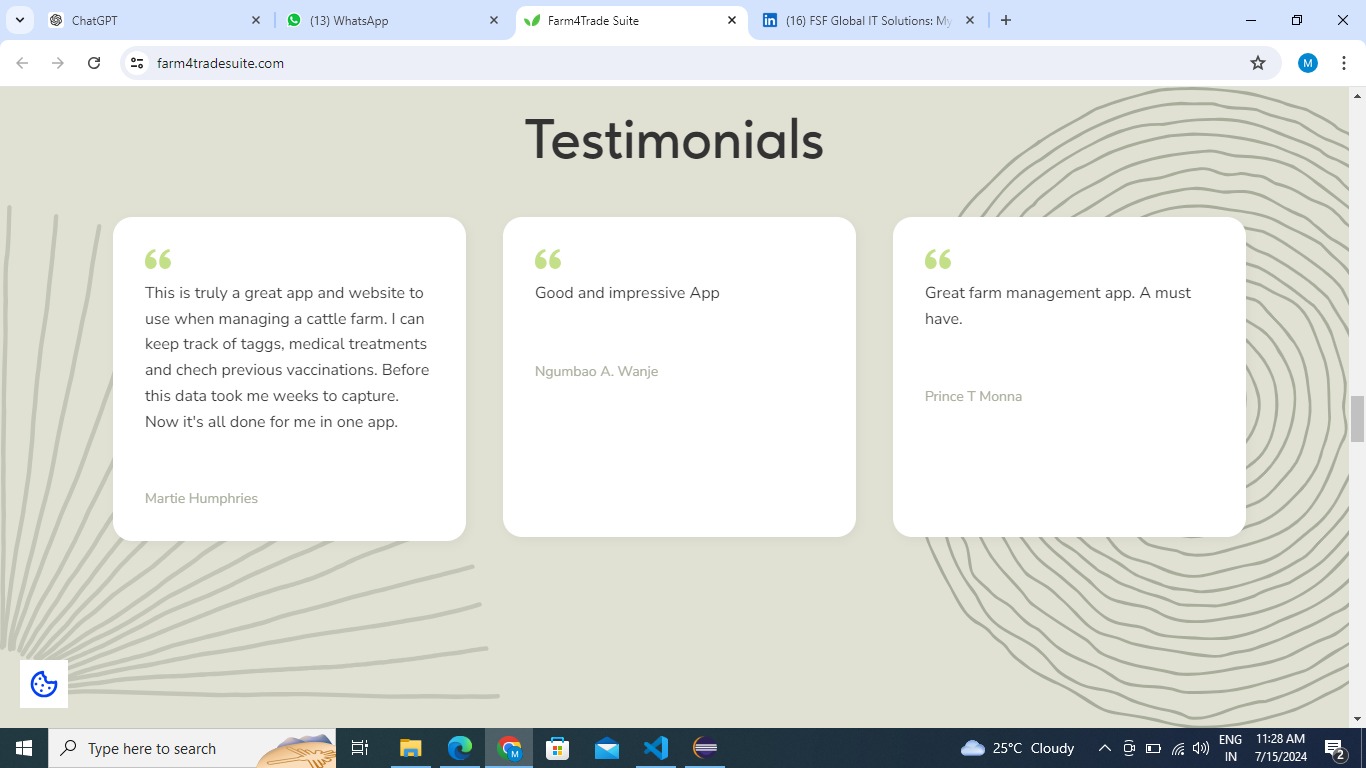 ChatGPT
(13) WhatsApp
Farm4Trade Suite
(16) FSF Global IT Solutions: My
farm4tradesuite.com
M
Testimonials
This is truly a great app and website to
use when managing a cattle farm. I can
keep track of taggs, medical treatments
and chech previous vaccinations. Before
this data took me weeks to capture.
Now it's all done for me in one app.
Martie Humphries
Good and impressive App
Ngumbao A. Wanje
Great farm management app. A must
have.
Prince T Monna
Type here to search
25°C Cloudy
ENG
IN
11:28 AM
7/15/2024
2